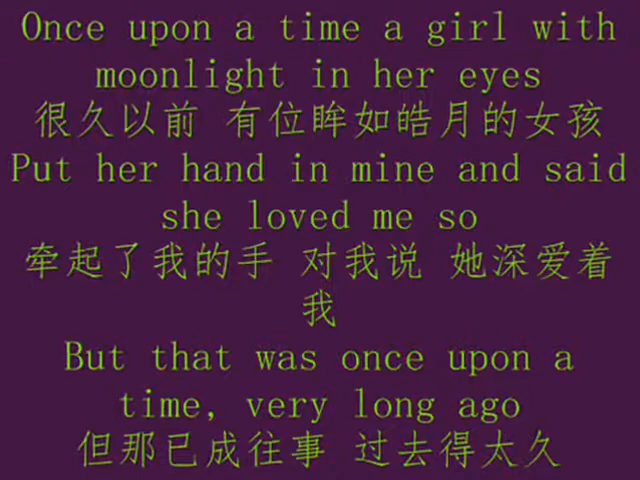 Once upon a time a girl with
moonlight in her eyes
很久以前 有位眸如皓月的女孩
Put her hand in mine and said
she loved me so
牵起了我的手 对我说 她深爱着
我
But that was once upon a
time, very long ago
但那已成往事 过去得太久